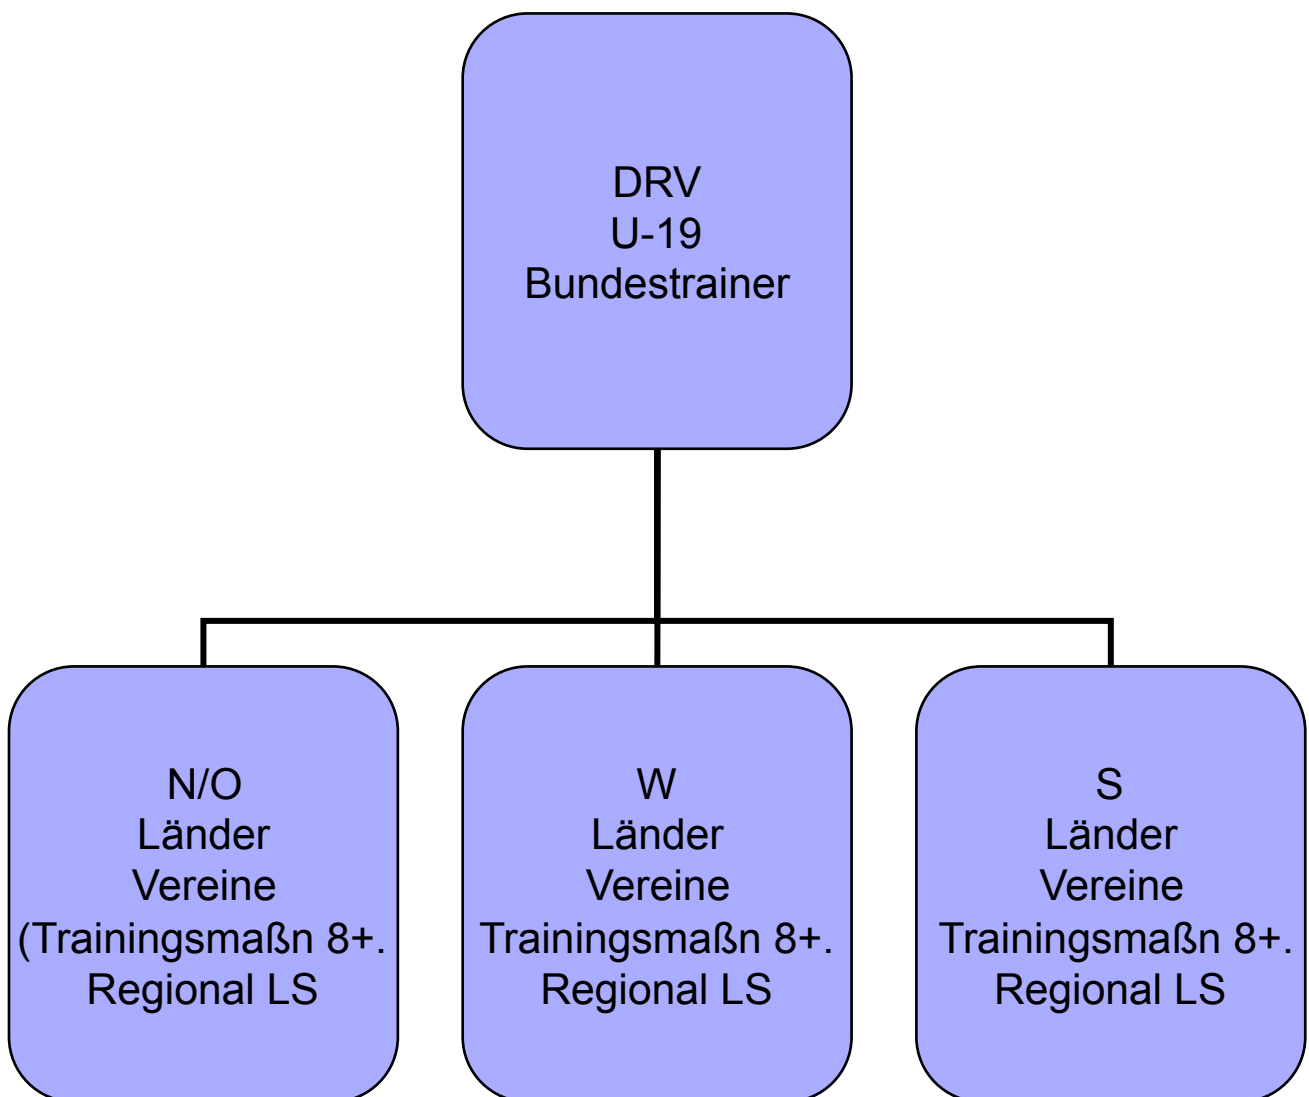 DRV
U-19
Bundestrainer
N/O
Länder
Vereine
(Trainingsmaßn 8+.
Regional LS
W
Länder
Vereine
Trainingsmaßn 8+.
Regional LS
S
Länder
Vereine
Trainingsmaßn 8+.
Regional LS